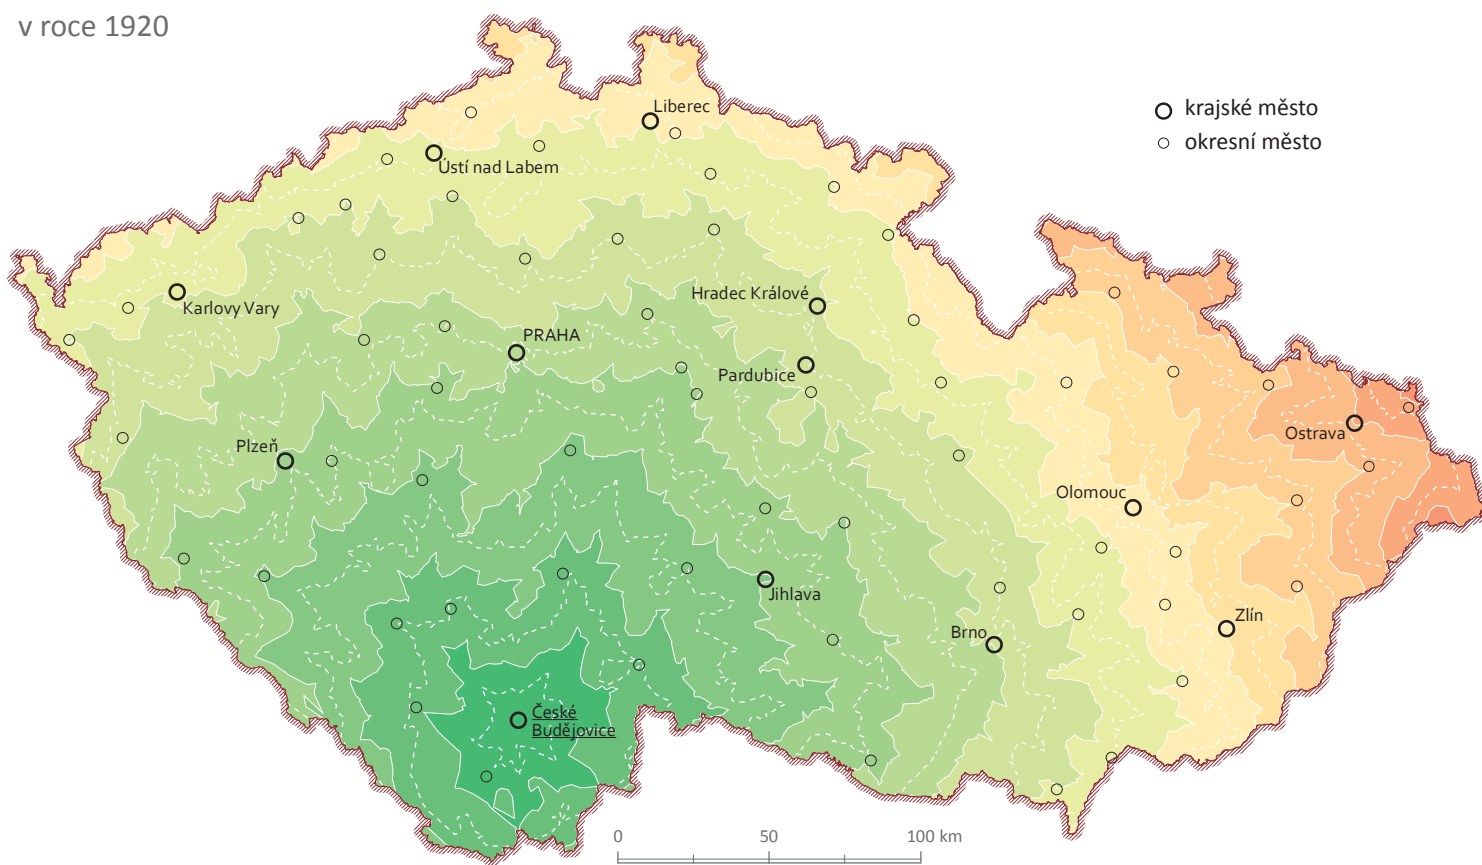 v roce 1920
krajské město
okresní město
Liberec
Ústí nad Labem
Karlovy Vary
Hradec Králové
PRAHA
Pardubice
Plzeň
Ostrava
Olomouc
Jihlava
Brno
Zlín
České
Budějovice
0 50 100 km